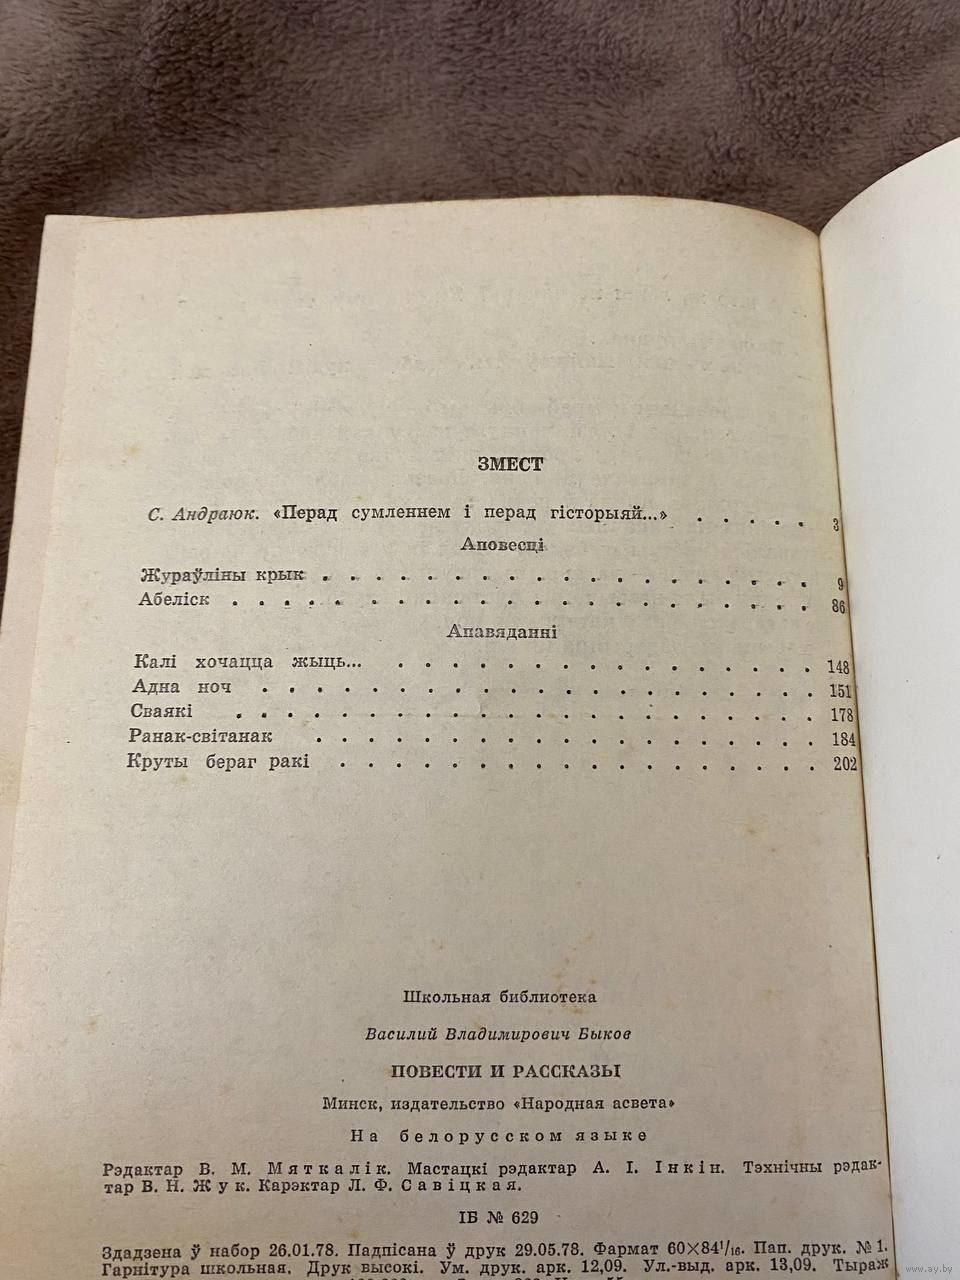 ЗМЕСТ
С. Андраюк. «Перад сумленнем і перад гісторыяй...» . . . . . 3
Аповесці
Жураўліны крык . . . . . . . . . . . . . . . . . . 9
Абеліск . . . . . . . . . . . . . . . . . . . . . 86
Апавяданні
Калі хочацца жыць... . . . . . . . . . . . . . . . . 148
Адна ноч . . . . . . . . . . . . . . . . . . . . . 151
Сваякі . . . . . . . . . . . . . . . . . . . . . . 178
Ранак-світанак . . . . . . . . . . . . . . . . . . . 184
Круты бераг ракі . . . . . . . . . . . . . . . . . . 202
Школьная библиотека
Василий Владимирович Быков
ПОВЕСТИ И РАССКАЗЫ
Минск, издательство «Народная асвета»
На белорусском языке
Рэдактар В. М. Мяткалік. Мастацкі рэдактар А. І. Інкін. Тэхнічны рэдак-
тар В. Н. Жук. Карэктар Л. Ф. Савіцкая.
ІБ № 629
Здадзена ў набор 26.01.78. Падпісана ў друк 29.05.78. Фармат 60×84¹/₁₆. Пап. друк. № 1.
Гарнітура школьная. Друк высокі. Ум. друк. арк. 12,09. Ул.-выд. арк. 13,09. Тыраж
www.ay.by